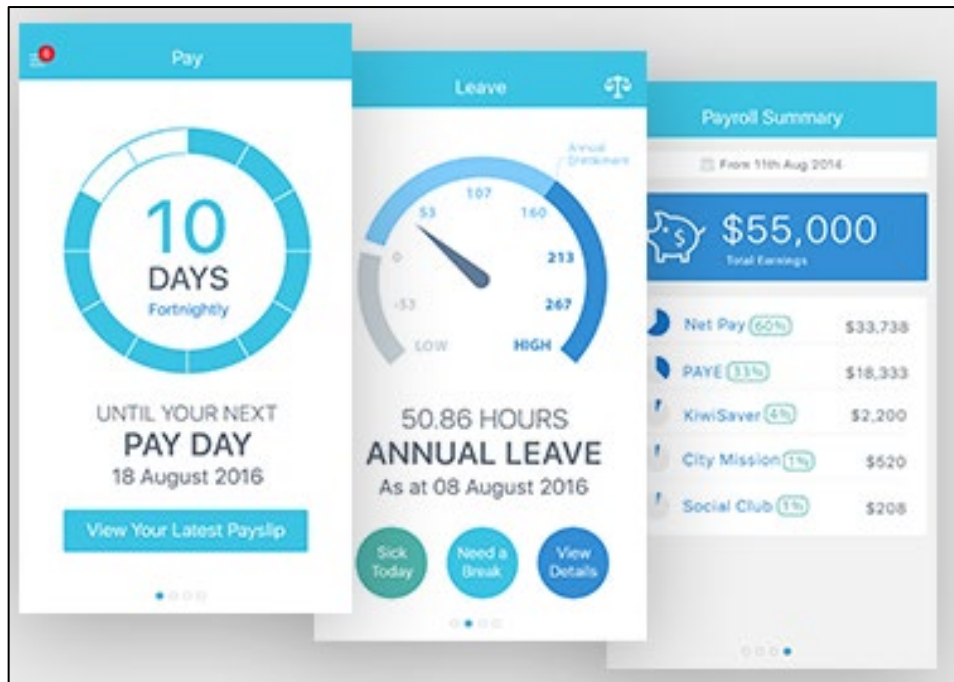 6
Pay
10
DAYS
Fortnightly
UNTIL YOUR NEXT
PAY DAY
18 August 2016
View Your Latest Payslip
Leave
Annual
Entitlement
-53
0
53
107
160
213
267
LOW
HIGH
50.86 HOURS
ANNUAL LEAVE
As at 08 August 2016
Sick
Today
Need a
Break
View
Details
Payroll Summary
From 11th Aug 2014
$55,000
Total Earnings
Net Pay 60% $33,738
PAYE 33% $18,333
KiwiSaver 4% $2,200
City Mission 1% $520
Social Club 1% $208